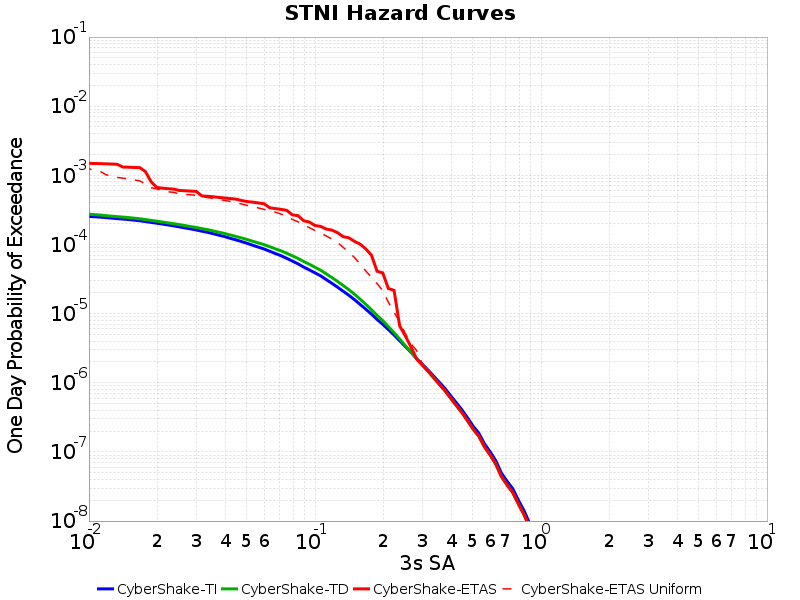 STNI Hazard Curves
One Day Probability of Exceedance
10-1
10-2
10-3
10-4
10-5
10-6
10-7
10-8
10-2 2 3 4 5 6 10-1 2 3 4 5 6 7 100 2 3 4 5 6 7 101
3s SA
CyberShake-TI CyberShake-TD CyberShake-ETAS CyberShake-ETAS Uniform